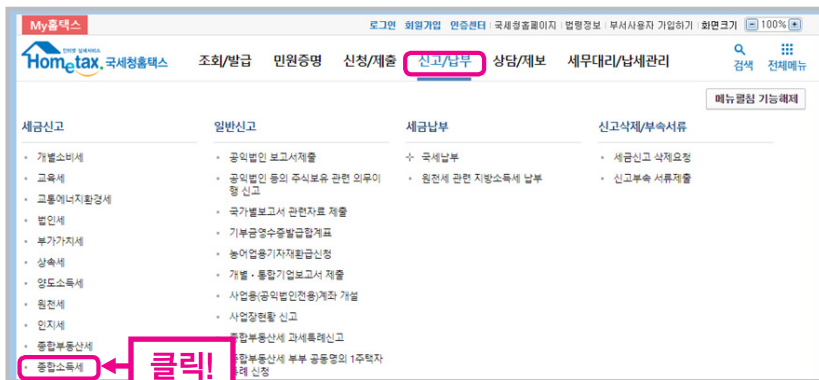 My홈택스
로그인 회원가입 인증센터 국세청홈페이지 법령정보 부서사용자 가입하기 화면크기 100%
인터넷 납세서비스
Hometax. 국세청홈택스
조회/발급 민원증명 신청/제출 신고/납부 상담/제보 세무대리/납세관리 검색 전체메뉴
메뉴펼침 기능해제
세금신고
개별소비세
교육세
교통에너지환경세
법인세
부가가치세
상속세
양도소득세
원천세
인지세
종합부동산세
종합소득세
클릭!
일반신고
공익법인 보고서제출
공익법인 등의 주식보유 관련 의무이
행 신고
국가별보고서 관련자료 제출
기부금영수증발급합계표
농어업용기자재환급신청
개별·통합기업보고서 제출
사업용(공익법인전용)계좌 개설
사업장현황 신고
종합부동산세 과세특례신고
종합부동산세 부부 공동명의 1주택자
특례 신청
세금납부
국세납부
원천세 관련 지방소득세 납부
신고삭제/부속서류
세금신고 삭제요청
신고부속 서류제출